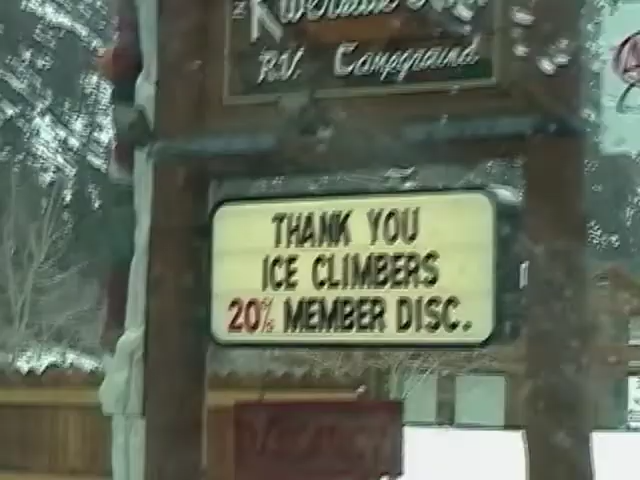 R.V. Campground
THANK YOU
ICE CLIMBERS
20% MEMBER DISC.